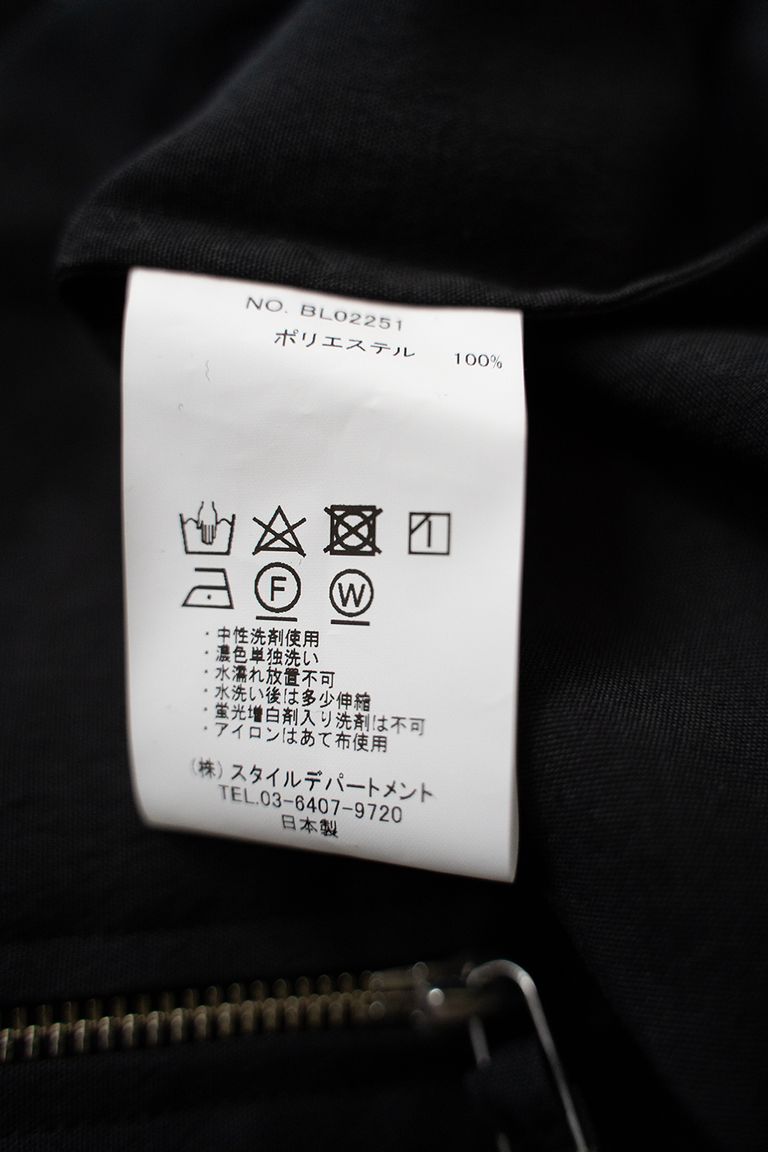 NO. BL02251
ポリエステル 100%
F W
・中性洗剤使用
・濃色単独洗い
・水濡れ放置不可
・水洗い後は多少伸縮
・蛍光増白剤入り洗剤は不可
・アイロンはあて布使用
(株)スタイルデパートメント
TEL.03-6407-9720
日本製